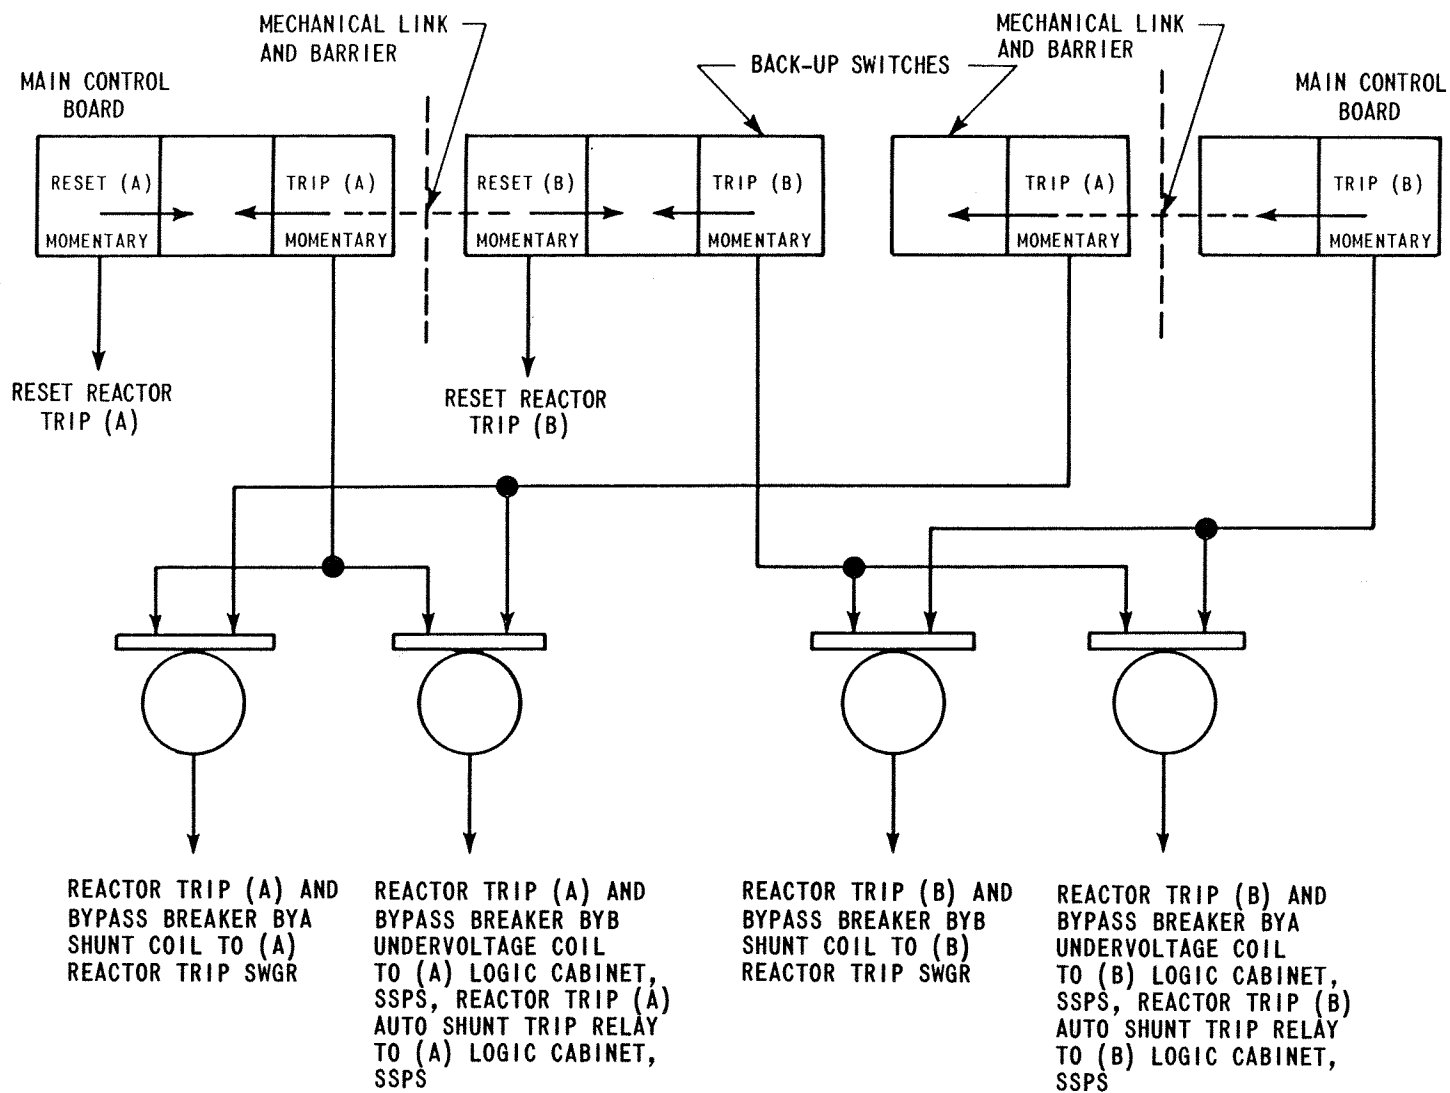 MECHANICAL LINK
AND BARRIER
MECHANICAL LINK
AND BARRIER
BACK-UP SWITCHES
MAIN CONTROL
BOARD
MAIN CONTROL
BOARD
RESET (A)
TRIP (A)
RESET (B)
TRIP (B)
TRIP (A)
TRIP (B)
MOMENTARY
MOMENTARY
MOMENTARY
MOMENTARY
MOMENTARY
MOMENTARY
RESET REACTOR
TRIP (A)
RESET REACTOR
TRIP (B)
REACTOR TRIP (A) AND
BYPASS BREAKER BYA
SHUNT COIL TO (A)
REACTOR TRIP SWGR
REACTOR TRIP (A) AND
BYPASS BREAKER BYB
UNDERVOLTAGE COIL
TO (A) LOGIC CABINET,
SSPS, REACTOR TRIP (A)
AUTO SHUNT TRIP RELAY
TO (A) LOGIC CABINET,
SSPS
REACTOR TRIP (B) AND
BYPASS BREAKER BYB
SHUNT COIL TO (B)
REACTOR TRIP SWGR
REACTOR TRIP (B) AND
BYPASS BREAKER BYA
UNDERVOLTAGE COIL
TO (B) LOGIC CABINET,
SSPS, REACTOR TRIP (B)
AUTO SHUNT TRIP RELAY
TO (B) LOGIC CABINET,
SSPS